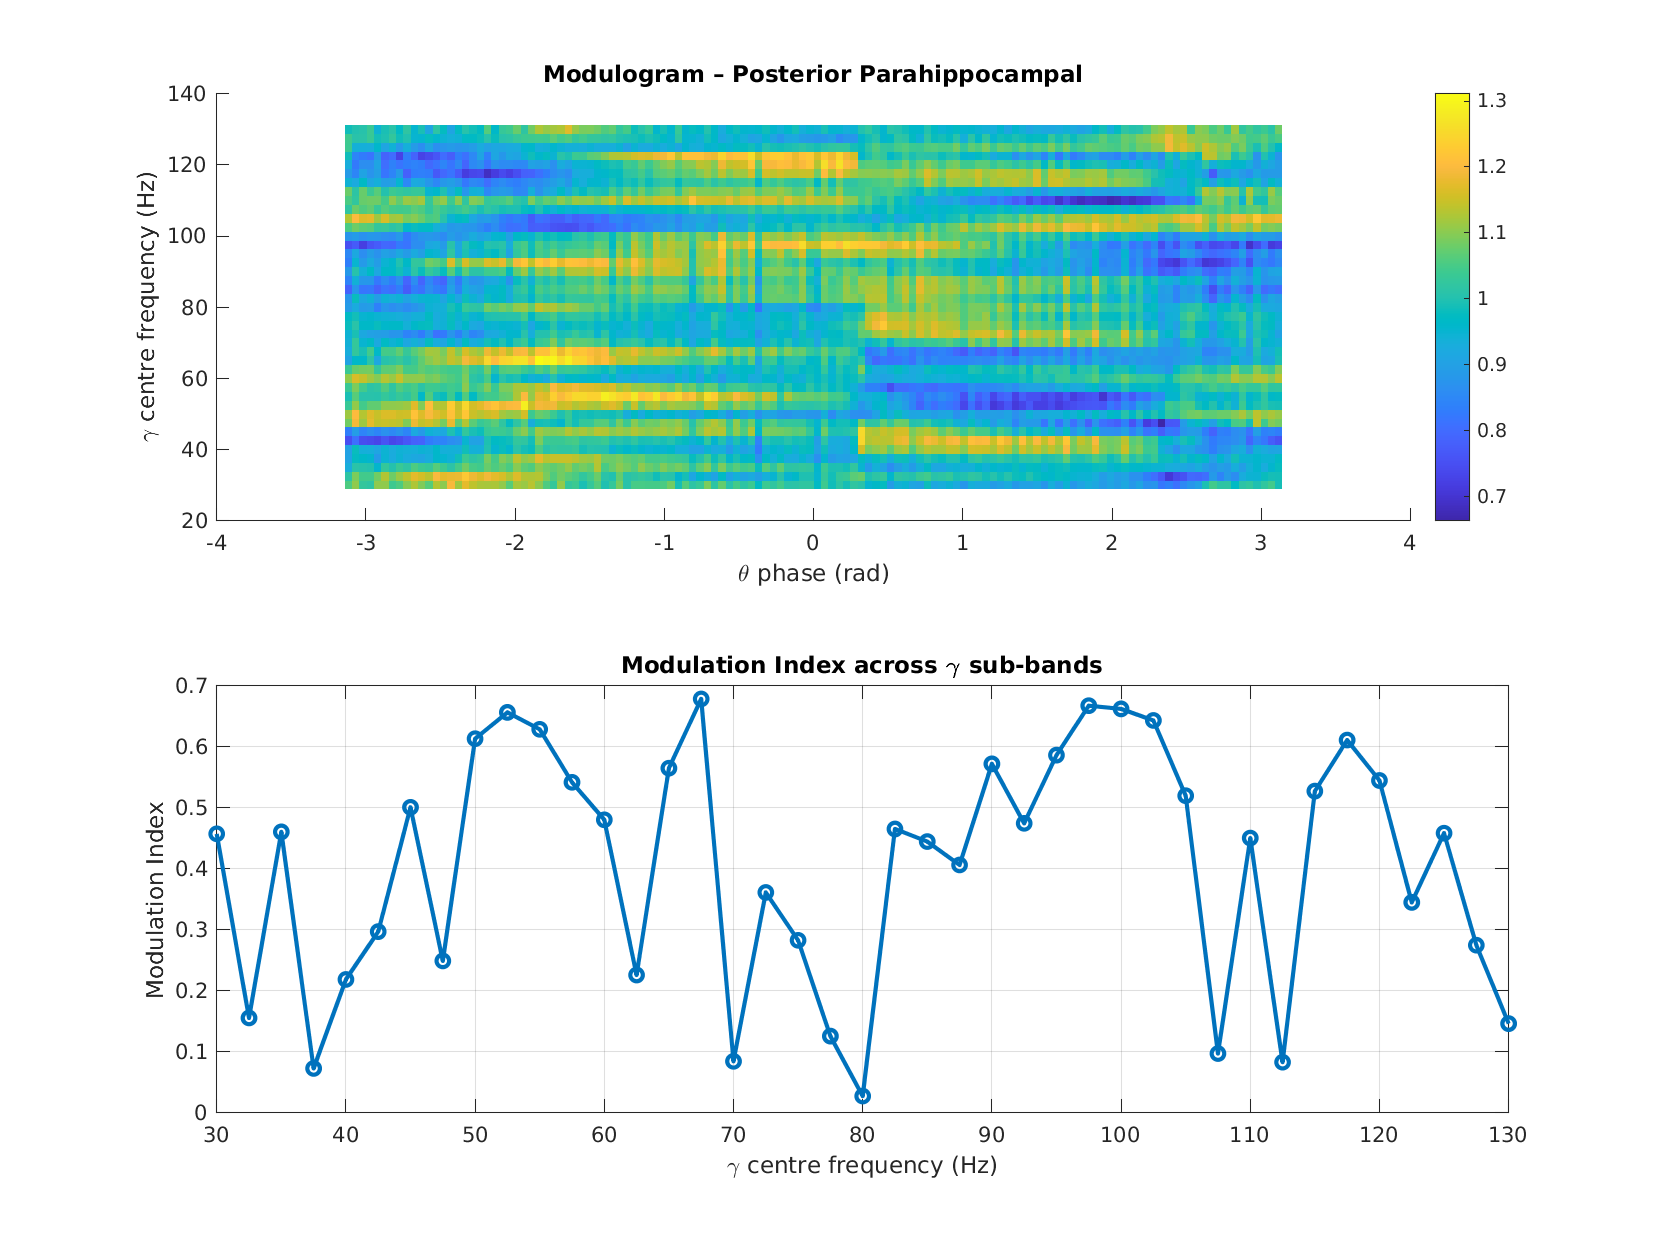 Modulogram – Posterior Parahippocampal
140
120
100
80
60
40
20
γ centre frequency (Hz)
-4 -3 -2 -1 0 1 2 3 4
θ phase (rad)
1.3
1.2
1.1
1
0.9
0.8
0.7
Modulation Index across γ sub-bands
0.7
0.6
0.5
0.4
0.3
0.2
0.1
0
Modulation Index
30 40 50 60 70 80 90 100 110 120 130
γ centre frequency (Hz)